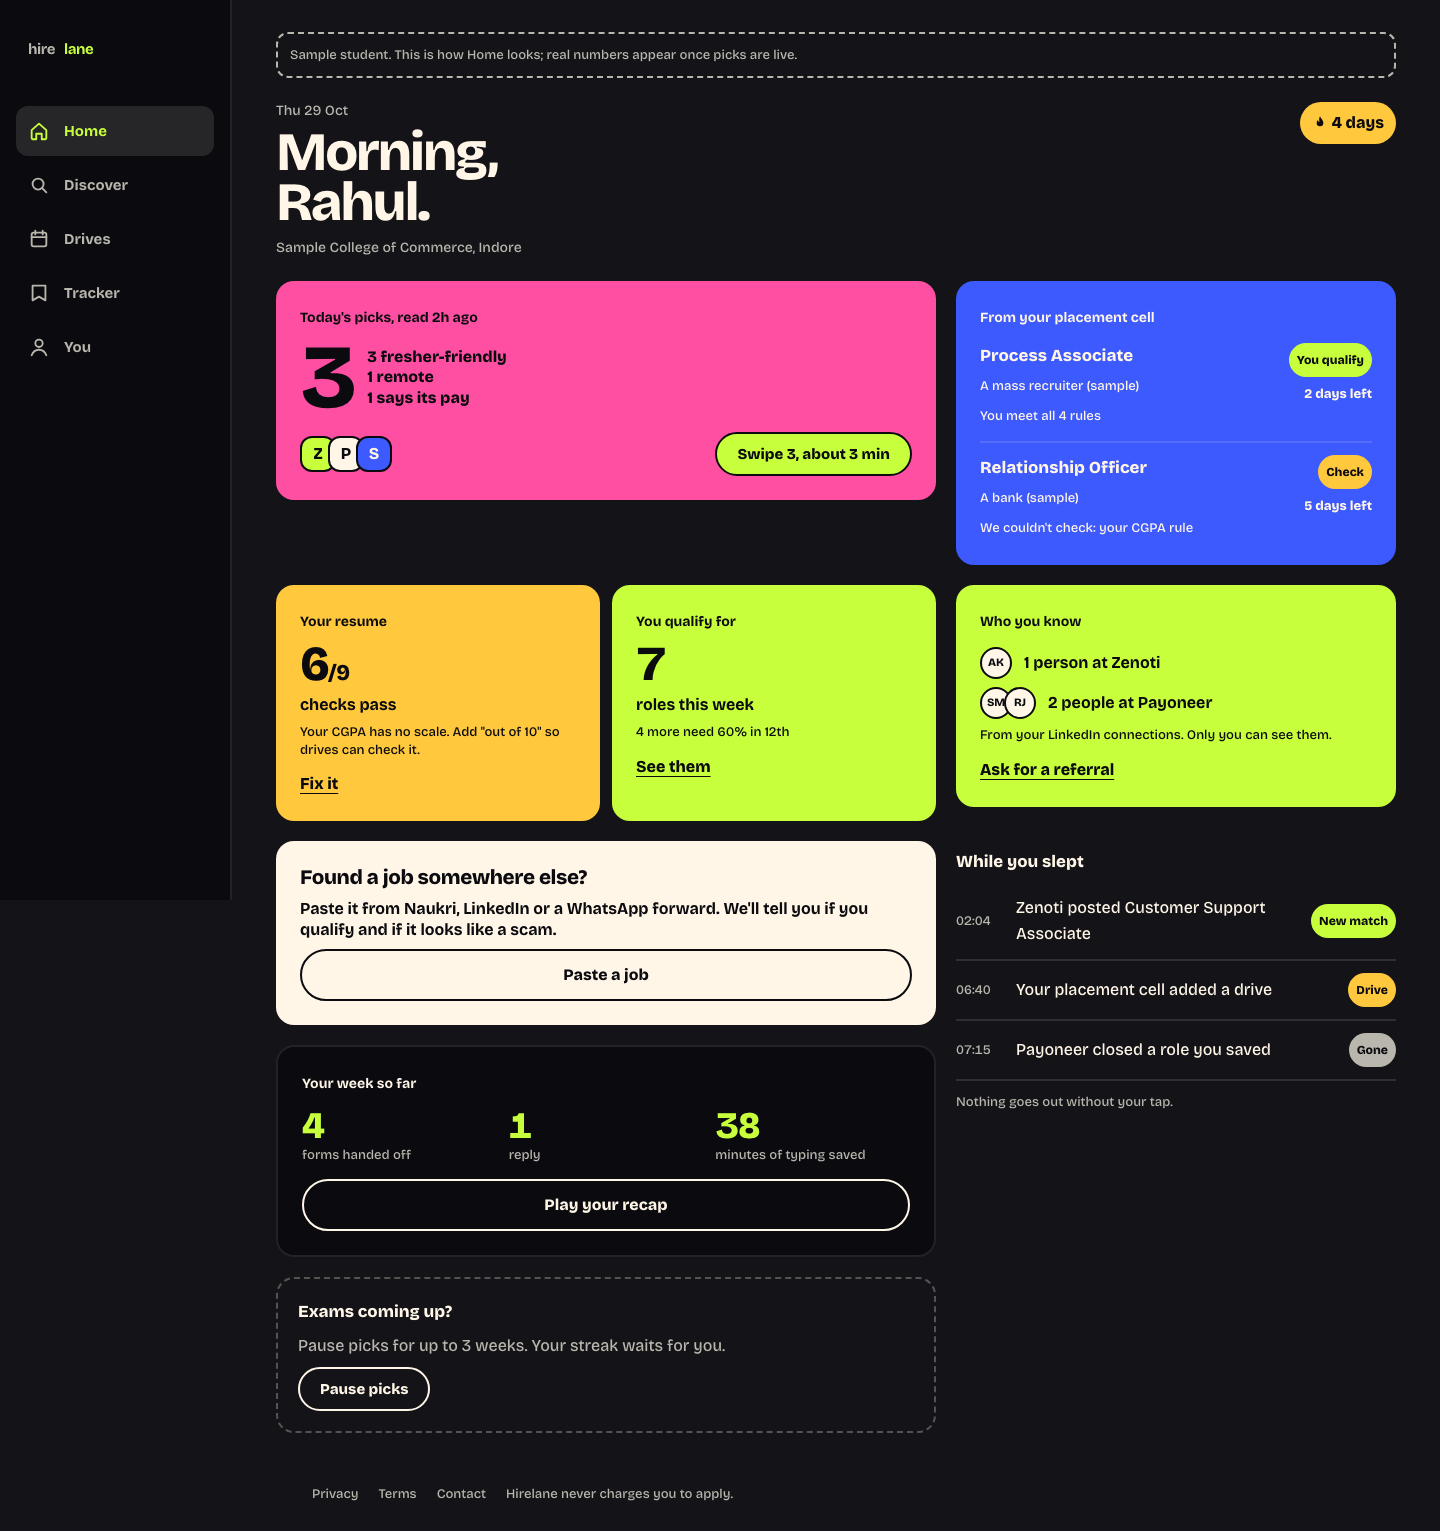 hire lane
Home
Discover
Drives
Tracker
You
Sample student. This is how Home looks; real numbers appear once picks are live.
Thu 29 Oct
Morning,
Rahul.
Sample College of Commerce, Indore
4 days
Today's picks, read 2h ago
3
3 fresher-friendly
1 remote
1 says its pay
Z P S
Swipe 3, about 3 min
From your placement cell
Process Associate
You qualify
A mass recruiter (sample)
2 days left
You meet all 4 rules
Relationship Officer
Check
A bank (sample)
5 days left
We couldn't check: your CGPA rule
Your resume
6/9
checks pass
Your CGPA has no scale. Add "out of 10" so
drives can check it.
Fix it
You qualify for
7
roles this week
4 more need 60% in 12th
See them
Who you know
AK 1 person at Zenoti
SM RJ 2 people at Payoneer
From your LinkedIn connections. Only you can see them.
Ask for a referral
Found a job somewhere else?
Paste it from Naukri, LinkedIn or a WhatsApp forward. We'll tell you if you
qualify and if it looks like a scam.
Paste a job
While you slept
02:04 Zenoti posted Customer Support
Associate
New match
06:40 Your placement cell added a drive Drive
07:15 Payoneer closed a role you saved Gone
Nothing goes out without your tap.
Your week so far
4 1 38
forms handed off reply minutes of typing saved
Play your recap
Exams coming up?
Pause picks for up to 3 weeks. Your streak waits for you.
Pause picks
Privacy Terms Contact Hirelane never charges you to apply.